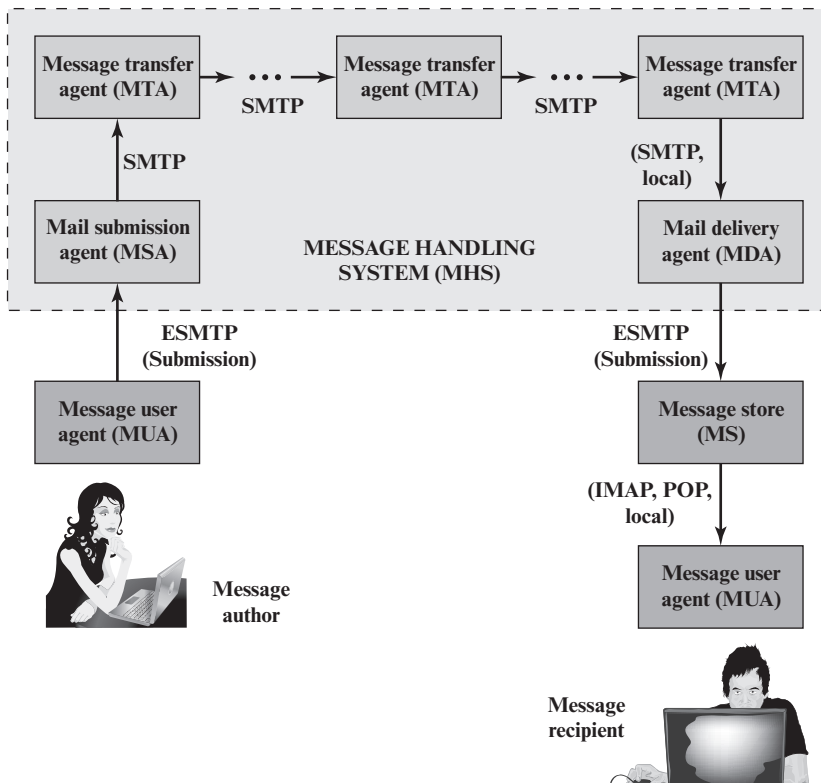 Message transfer
agent (MTA)
SMTP
Message transfer
agent (MTA)
SMTP
Message transfer
agent (MTA)
SMTP
(SMTP,
local)
Mail submission
agent (MSA)
MESSAGE HANDLING
SYSTEM (MHS)
Mail delivery
agent (MDA)
ESMTP
(Submission)
ESMTP
(Submission)
Message user
agent (MUA)
Message store
(MS)
(IMAP, POP,
local)
Message
author
Message user
agent (MUA)
Message
recipient